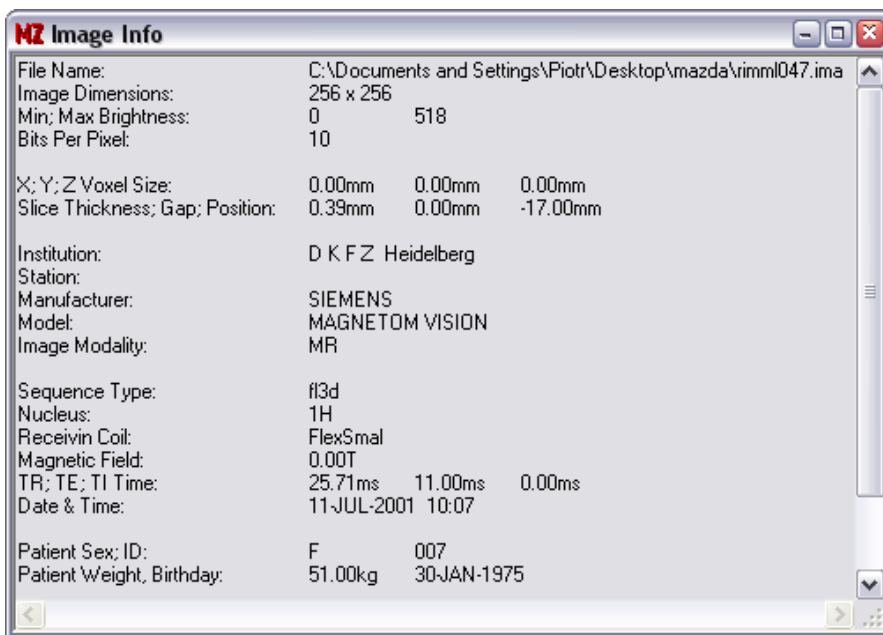 MZ Image Info
File Name: C:\Documents and Settings\Piotr\Desktop\mazda\rimml047.ima
Image Dimensions: 256 x 256
Min; Max Brightness: 0 518
Bits Per Pixel: 10
X; Y; Z Voxel Size: 0.00mm 0.00mm 0.00mm
Slice Thickness; Gap; Position: 0.39mm 0.00mm -17.00mm
Institution: D K F Z Heidelberg
Station:
Manufacturer: SIEMENS
Model: MAGNETOM VISION
Image Modality: MR
Sequence Type: fl3d
Nucleus: 1H
Receivin Coil: FlexSmal
Magnetic Field: 0.00T
TR; TE; TI Time: 25.71ms 11.00ms 0.00ms
Date & Time: 11-JUL-2001 10:07
Patient Sex; ID: F 007
Patient Weight, Birthday: 51.00kg 30-JAN-1975